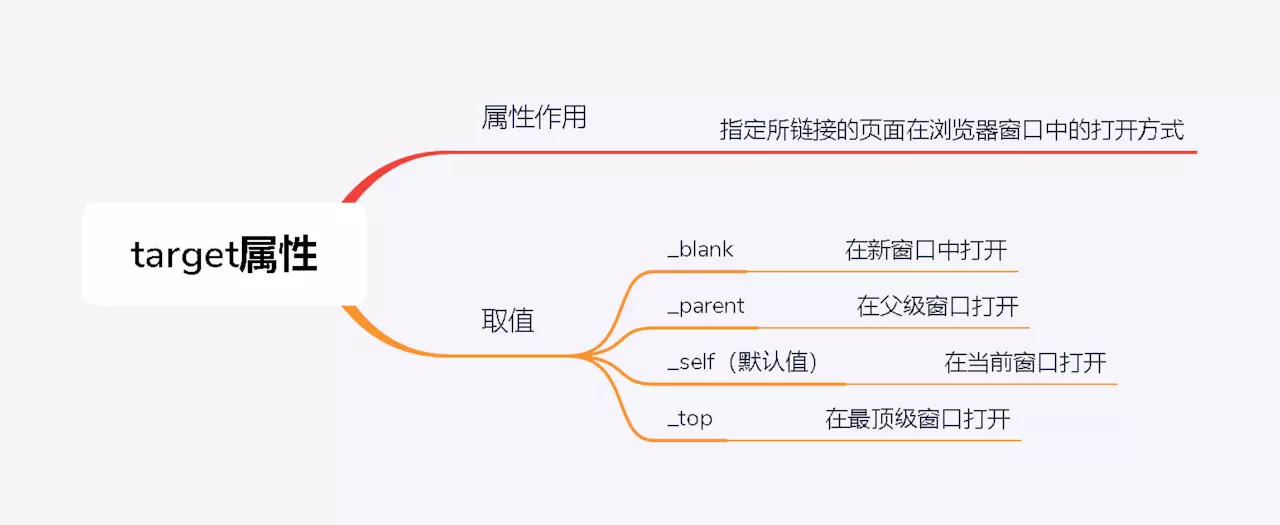 target属性
属性作用
指定所链接的页面在浏览器窗口中的打开方式
取值
_blank
在新窗口中打开
_parent
在父级窗口打开
_self（默认值）
在当前窗口打开
_top
在最顶级窗口打开